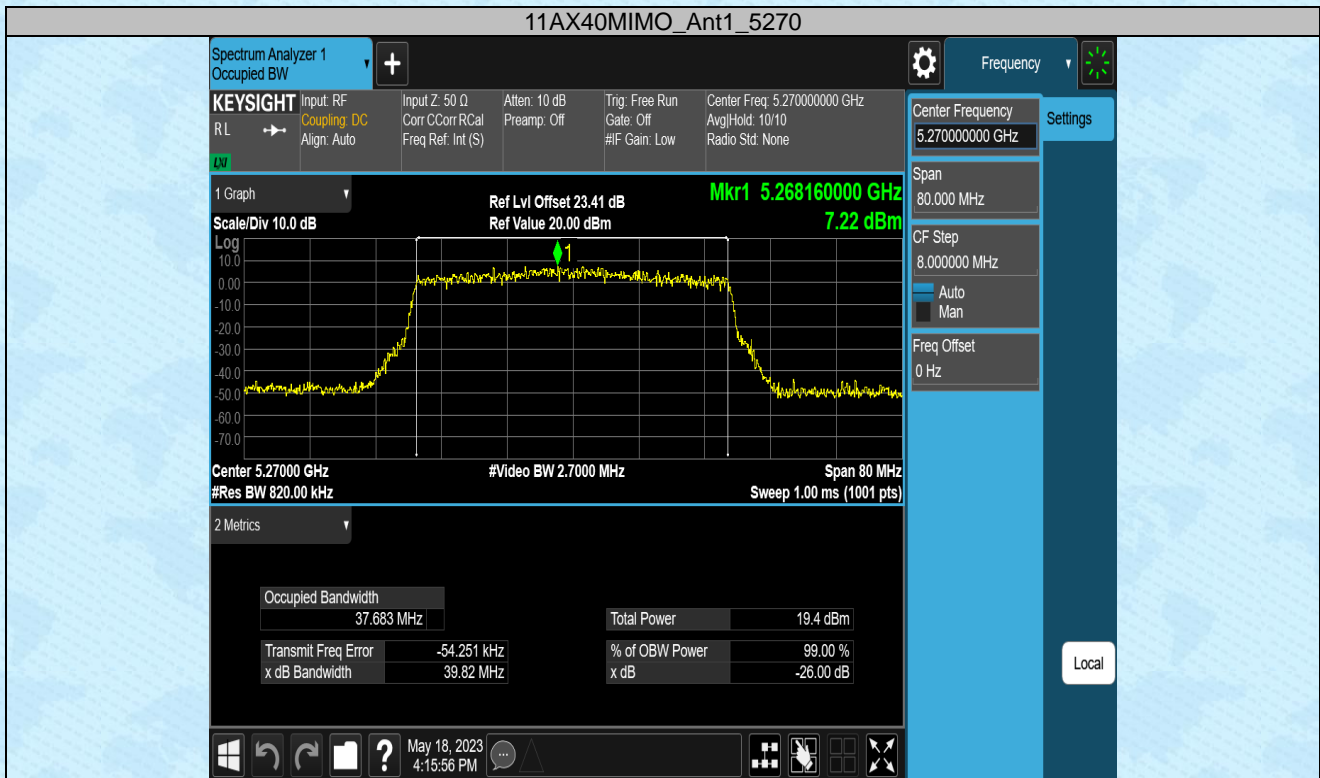 11AX40MIMO_Ant1_5270
Spectrum Analyzer 1
Occupied BW
Frequency
KEYSIGHT
RL
LXI
Input: RF
Coupling: DC
Align: Auto
Input Z: 50 Ω
Corr CCorr RCal
Freq Ref: Int (S)
Atten: 10 dB
Preamp: Off
Trig: Free Run
Gate: Off
#IF Gain: Low
Center Freq: 5.270000000 GHz
Avg|Hold: 10/10
Radio Std: None
Center Frequency
5.270000000 GHz
Settings
Span
80.000 MHz
CF Step
8.000000 MHz
Auto
Man
Freq Offset
0 Hz
1 Graph
Ref Lvl Offset 23.41 dB
Mkr1 5.268160000 GHz
Scale/Div 10.0 dB
Ref Value 20.00 dBm
7.22 dBm
Log
1
10.0
0.00
-10.0
-20.0
-30.0
-40.0
-50.0
-60.0
-70.0
Center 5.27000 GHz
#Video BW 2.7000 MHz
Span 80 MHz
#Res BW 820.00 kHz
Sweep 1.00 ms (1001 pts)
2 Metrics
Occupied Bandwidth
37.683 MHz
Total Power 19.4 dBm
Transmit Freq Error -54.251 kHz
% of OBW Power 99.00 %
x dB Bandwidth 39.82 MHz
x dB -26.00 dB
Local
?
May 18, 2023
4:15:56 PM